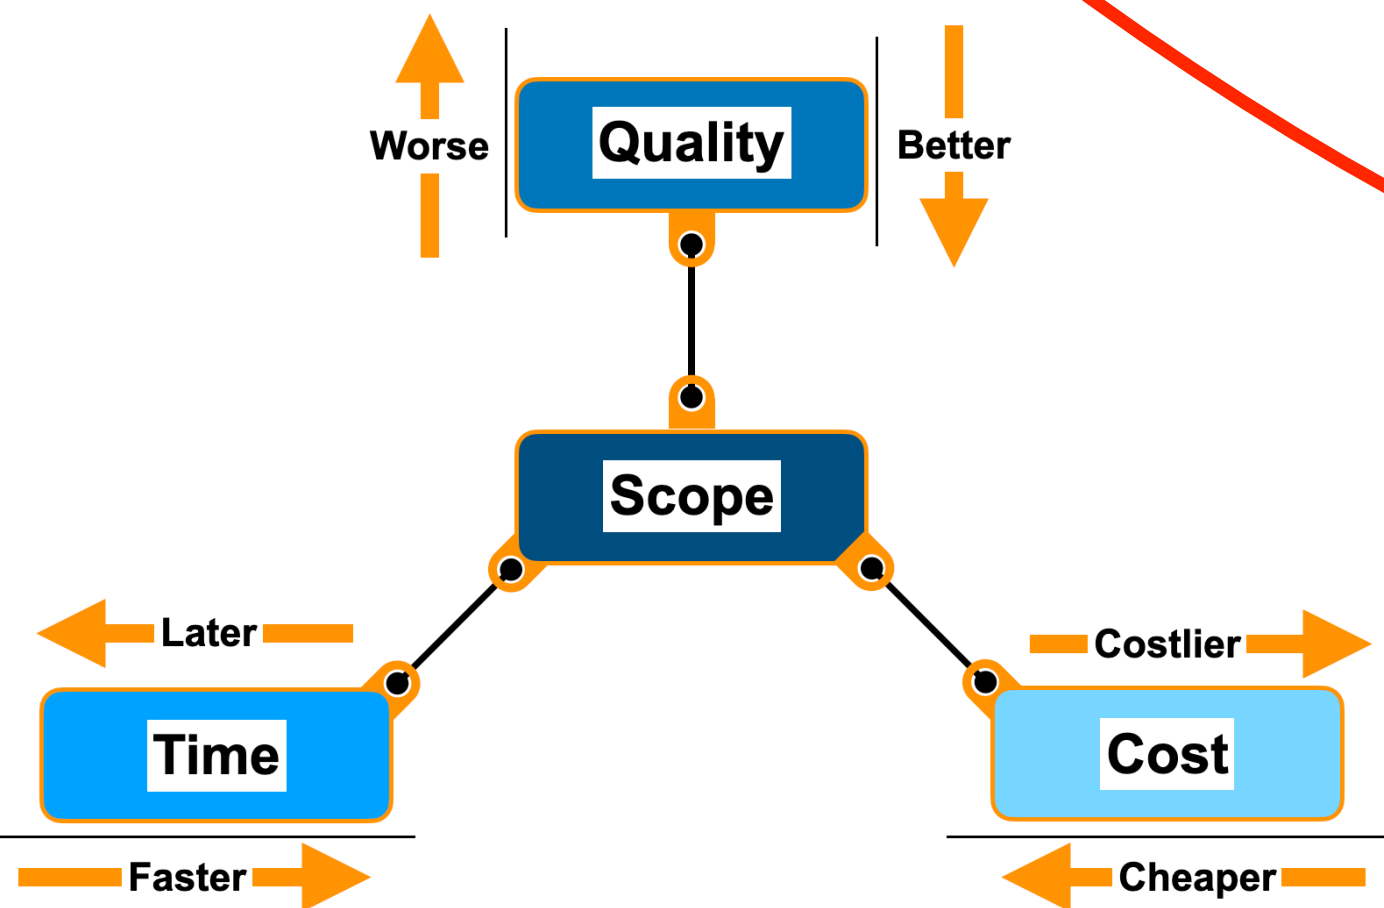 Worse
Quality
Better
Scope
Later
Costlier
Time
Cost
Faster
Cheaper